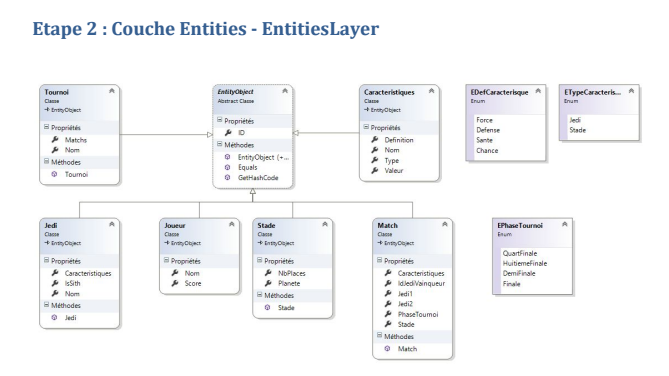 Etape 2 : Couche Entities - EntitiesLayer
Tournoi
Classe
EntityObject
Propriétés
Matchs
Nom
Méthodes
Tournoi
EntityObject
Abstract Classe
Propriétés
ID
Méthodes
EntityObject (+...
Equals
GetHashCode
Caracteristiques
Classe
EntityObject
Propriétés
Definition
Nom
Type
Valeur
EDefCaracterisque
Enum
Force
Defense
Sante
Chance
ETypeCaracteris...
Enum
Jedi
Stade
Jedi
Classe
EntityObject
Propriétés
Caracteristiques
IsSith
Nom
Méthodes
Jedi
Joueur
Classe
EntityObject
Propriétés
Nom
Score
Stade
Classe
EntityObject
Propriétés
NbPlaces
Planete
Méthodes
Stade
Match
Classe
EntityObject
Propriétés
Caracteristiques
IdJediVainqueur
Jedi1
Jedi2
PhaseTournoi
Stade
Méthodes
Match
EPhaseTournoi
Enum
QuartFinale
HuitiemeFinale
DemiFinale
Finale